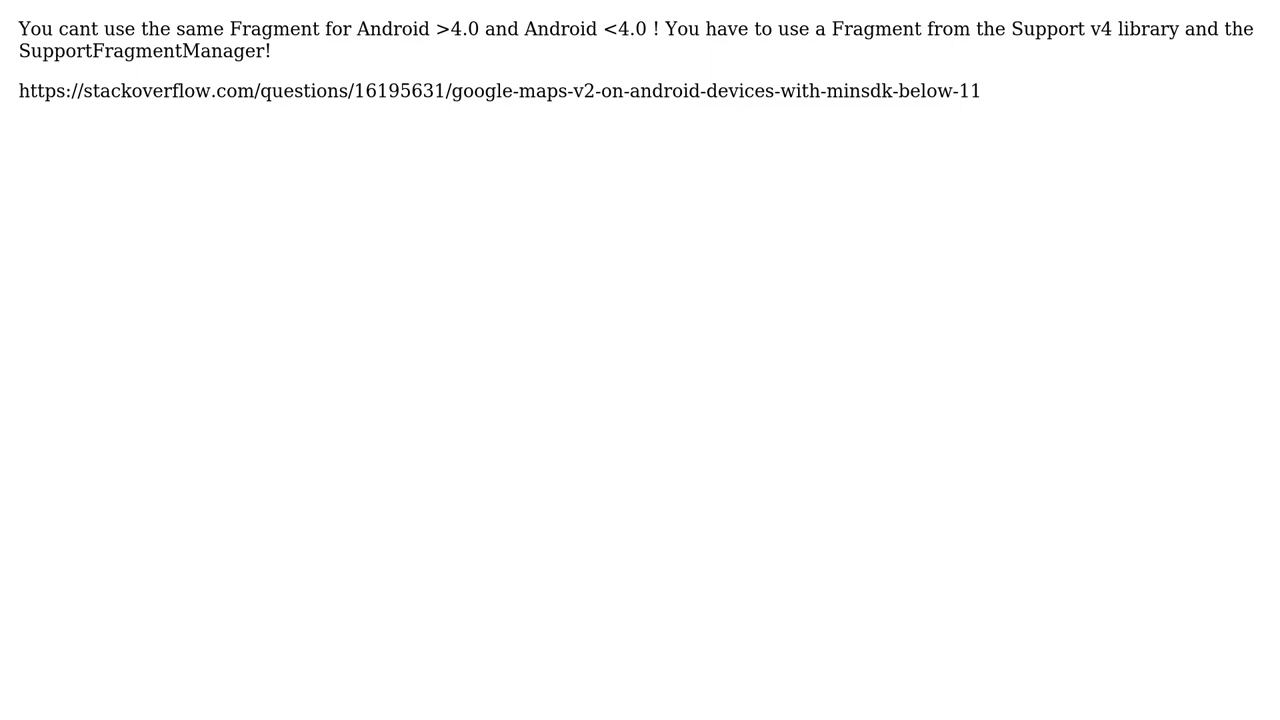 You cant use the same Fragment for Android >4.0 and Android <4.0 ! You have to use a Fragment from the Support v4 library and the
SupportFragmentManager!
https://stackoverflow.com/questions/16195631/google-maps-v2-on-android-devices-with-minsdk-below-11